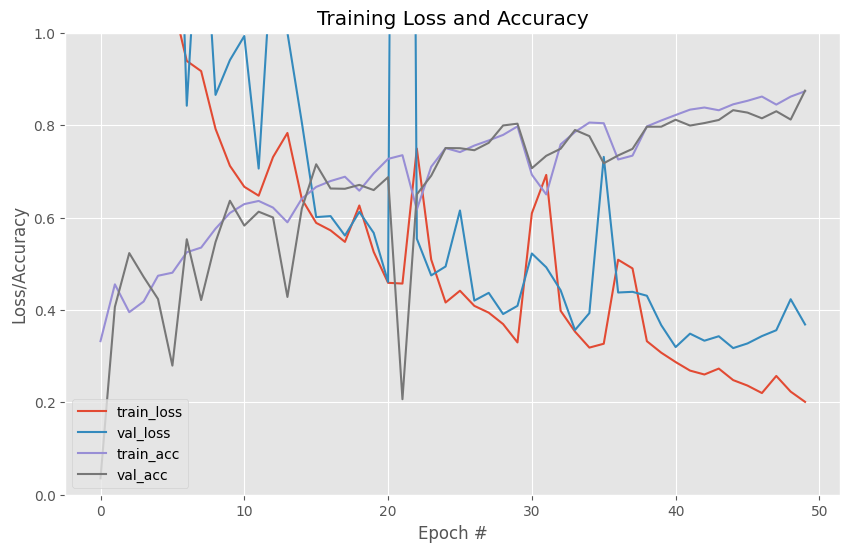 Training Loss and Accuracy
Loss/Accuracy
1.0
0.8
0.6
0.4
0.2
0.0
train_loss
val_loss
train_acc
val_acc
0 10 20 30 40 50
Epoch #